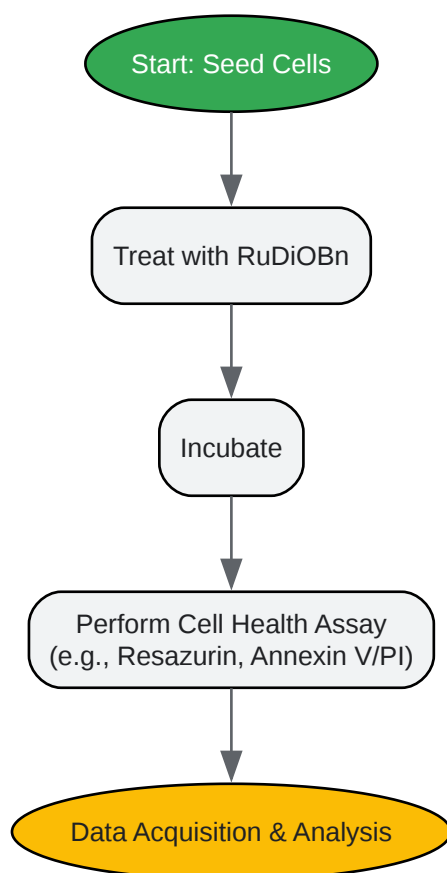 Start: Seed Cells
Treat with RuDiOBn
Incubate
Perform Cell Health Assay
(e.g., Resazurin, Annexin V/PI)
Data Acquisition & Analysis